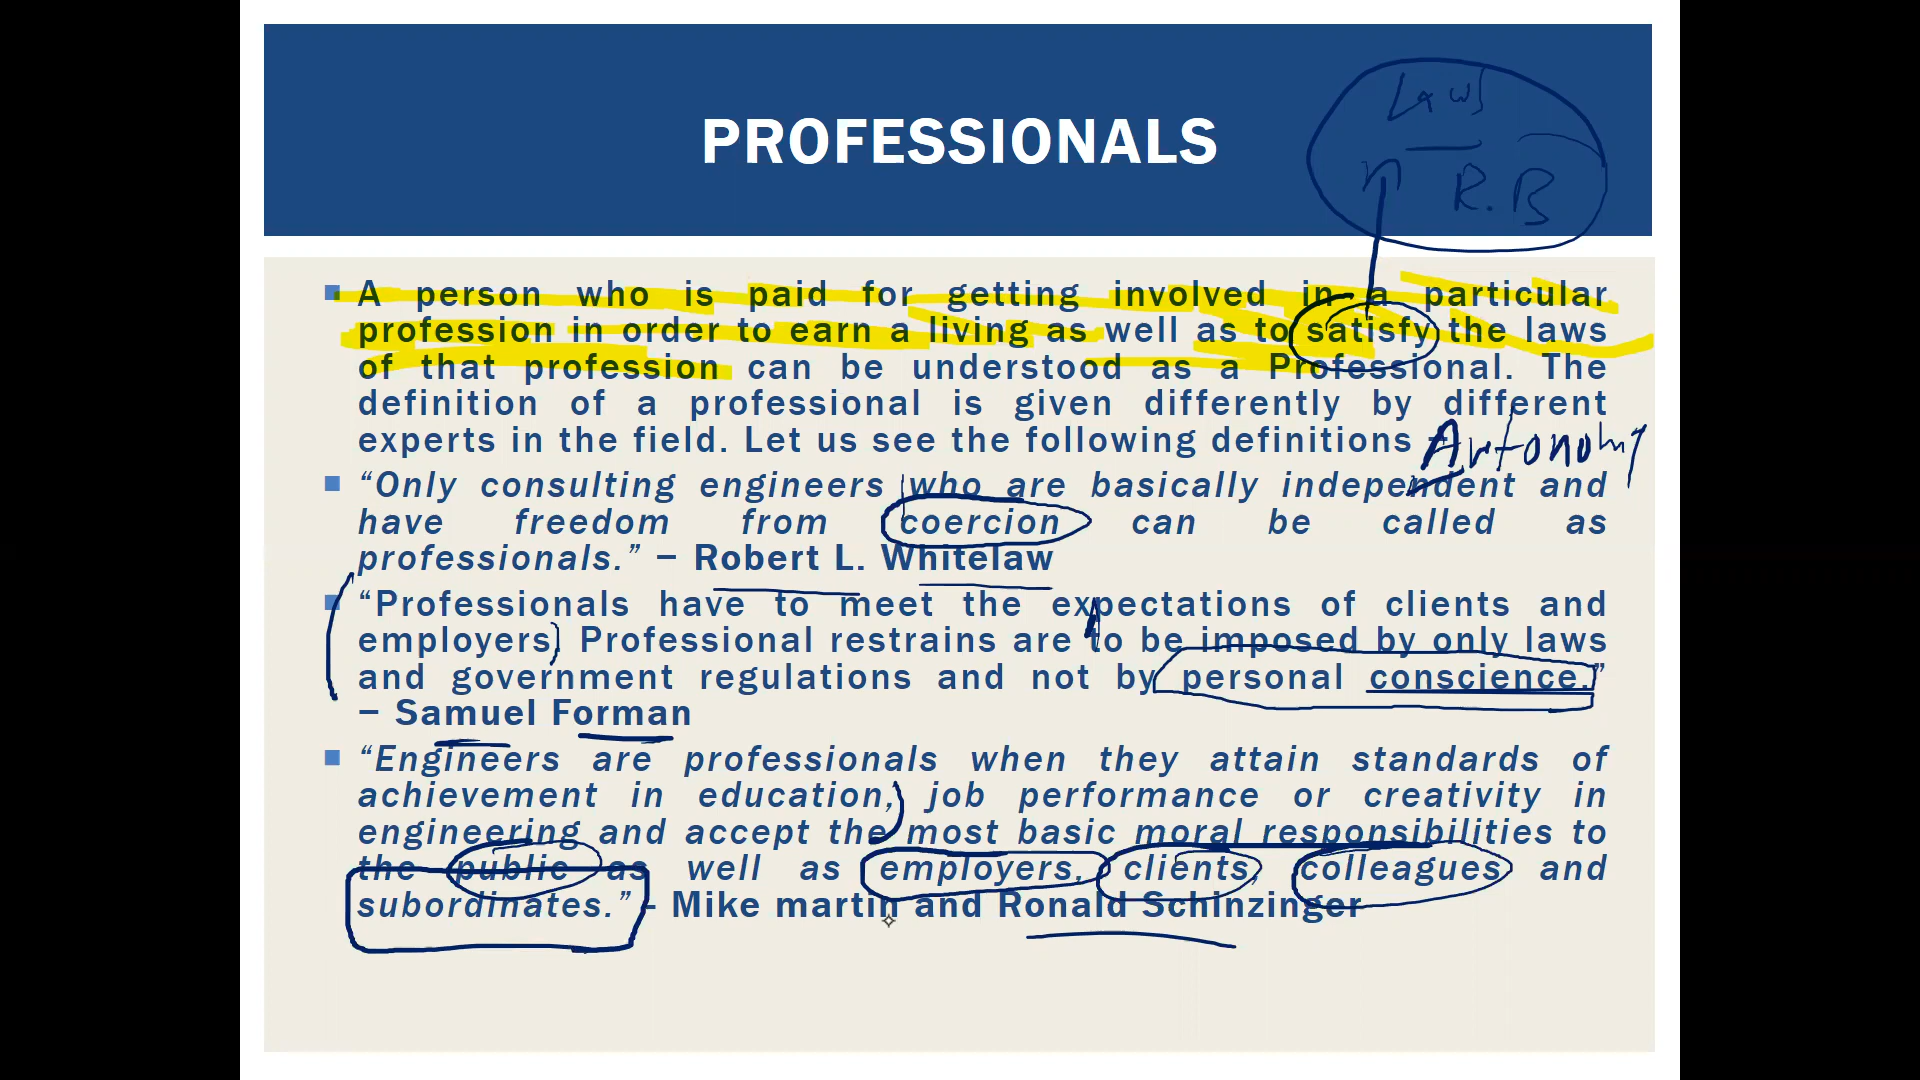 PROFESSIONALS
Laws
n R.B
A person who is paid for getting involved in a particular
profession in order to earn a living as well as to satisfy the laws
of that profession can be understood as a Professional. The
definition of a professional is given differently by different
experts in the field. Let us see the following definitions –
Autonomy
“Only consulting engineers who are basically independent and
have freedom from coercion can be called as
professionals.” – Robert L. Whitelaw
“Professionals have to meet the expectations of clients and
employers. Professional restrains are to be imposed by only laws
and government regulations and not by personal conscience.”
– Samuel Forman
“Engineers are professionals when they attain standards of
achievement in education, job performance or creativity in
engineering and accept the most basic moral responsibilities to
the public as well as employers, clients, colleagues and
subordinates.” – Mike martin and Ronald Schinzinger